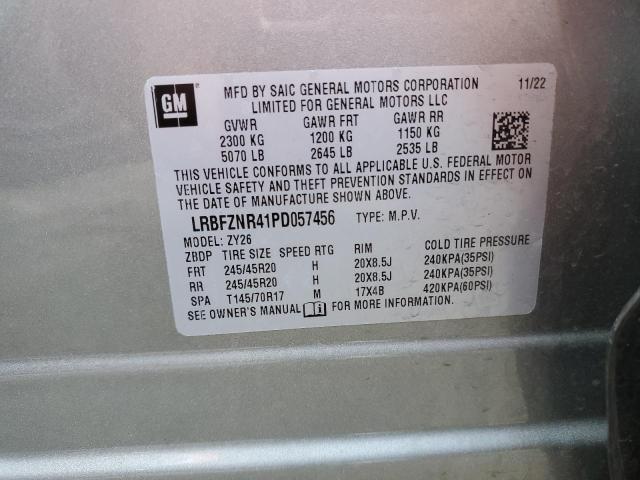 GM
MFD BY SAIC GENERAL MOTORS CORPORATION 11/22
LIMITED FOR GENERAL MOTORS LLC
GVWR GAWR FRT GAWR RR
2300 KG 1200 KG 1150 KG
5070 LB 2645 LB 2535 LB
THIS VEHICLE CONFORMS TO ALL APPLICABLE U.S. FEDERAL MOTOR
VEHICLE SAFETY AND THEFT PREVENTION STANDARDS IN EFFECT ON
THE DATE OF MANUFACTURE SHOWN ABOVE.
LRBFZNR41PD057456 TYPE: M.P.V.
MODEL: ZY26
ZBDP TIRE SIZE SPEED RTG RIM COLD TIRE PRESSURE
FRT 245/45R20 H 20X8.5J 240KPA(35PSI)
RR 245/45R20 H 20X8.5J 240KPA(35PSI)
SPA T145/70R17 M 17X4B 420KPA(60PSI)
SEE OWNER'S MANUAL FOR MORE INFORMATION.